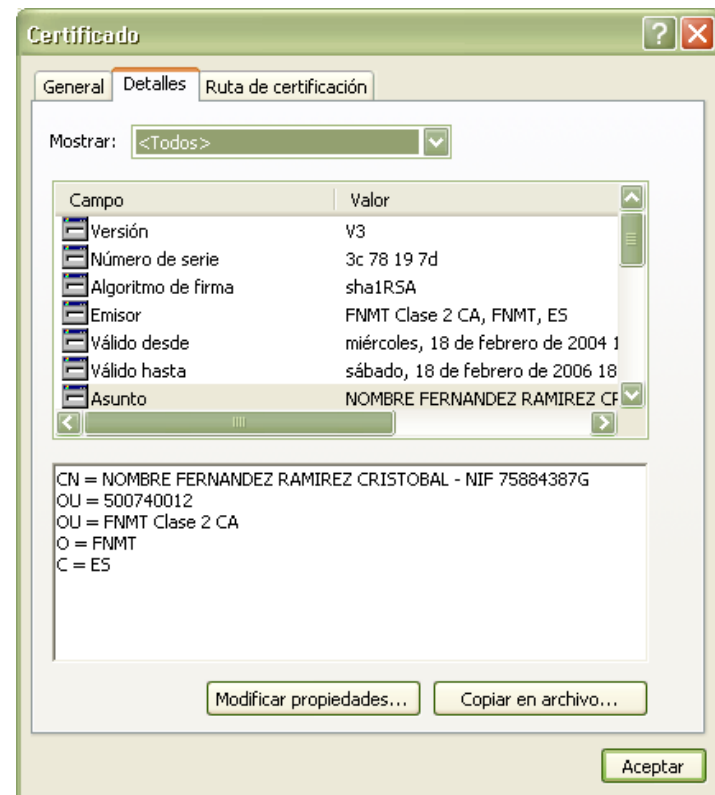 Certificado
General Detalles Ruta de certificación
Mostrar: <Todos>
Campo Valor
Versión V3
Número de serie 3c 78 19 7d
Algoritmo de firma sha1RSA
Emisor FNMT Clase 2 CA, FNMT, ES
Válido desde miércoles, 18 de febrero de 2004 1
Válido hasta sábado, 18 de febrero de 2006 18
Asunto NOMBRE FERNANDEZ RAMIREZ CR
CN = NOMBRE FERNANDEZ RAMIREZ CRISTOBAL - NIF 75884387G
OU = 500740012
OU = FNMT Clase 2 CA
O = FNMT
C = ES
Modificar propiedades... Copiar en archivo...
Aceptar